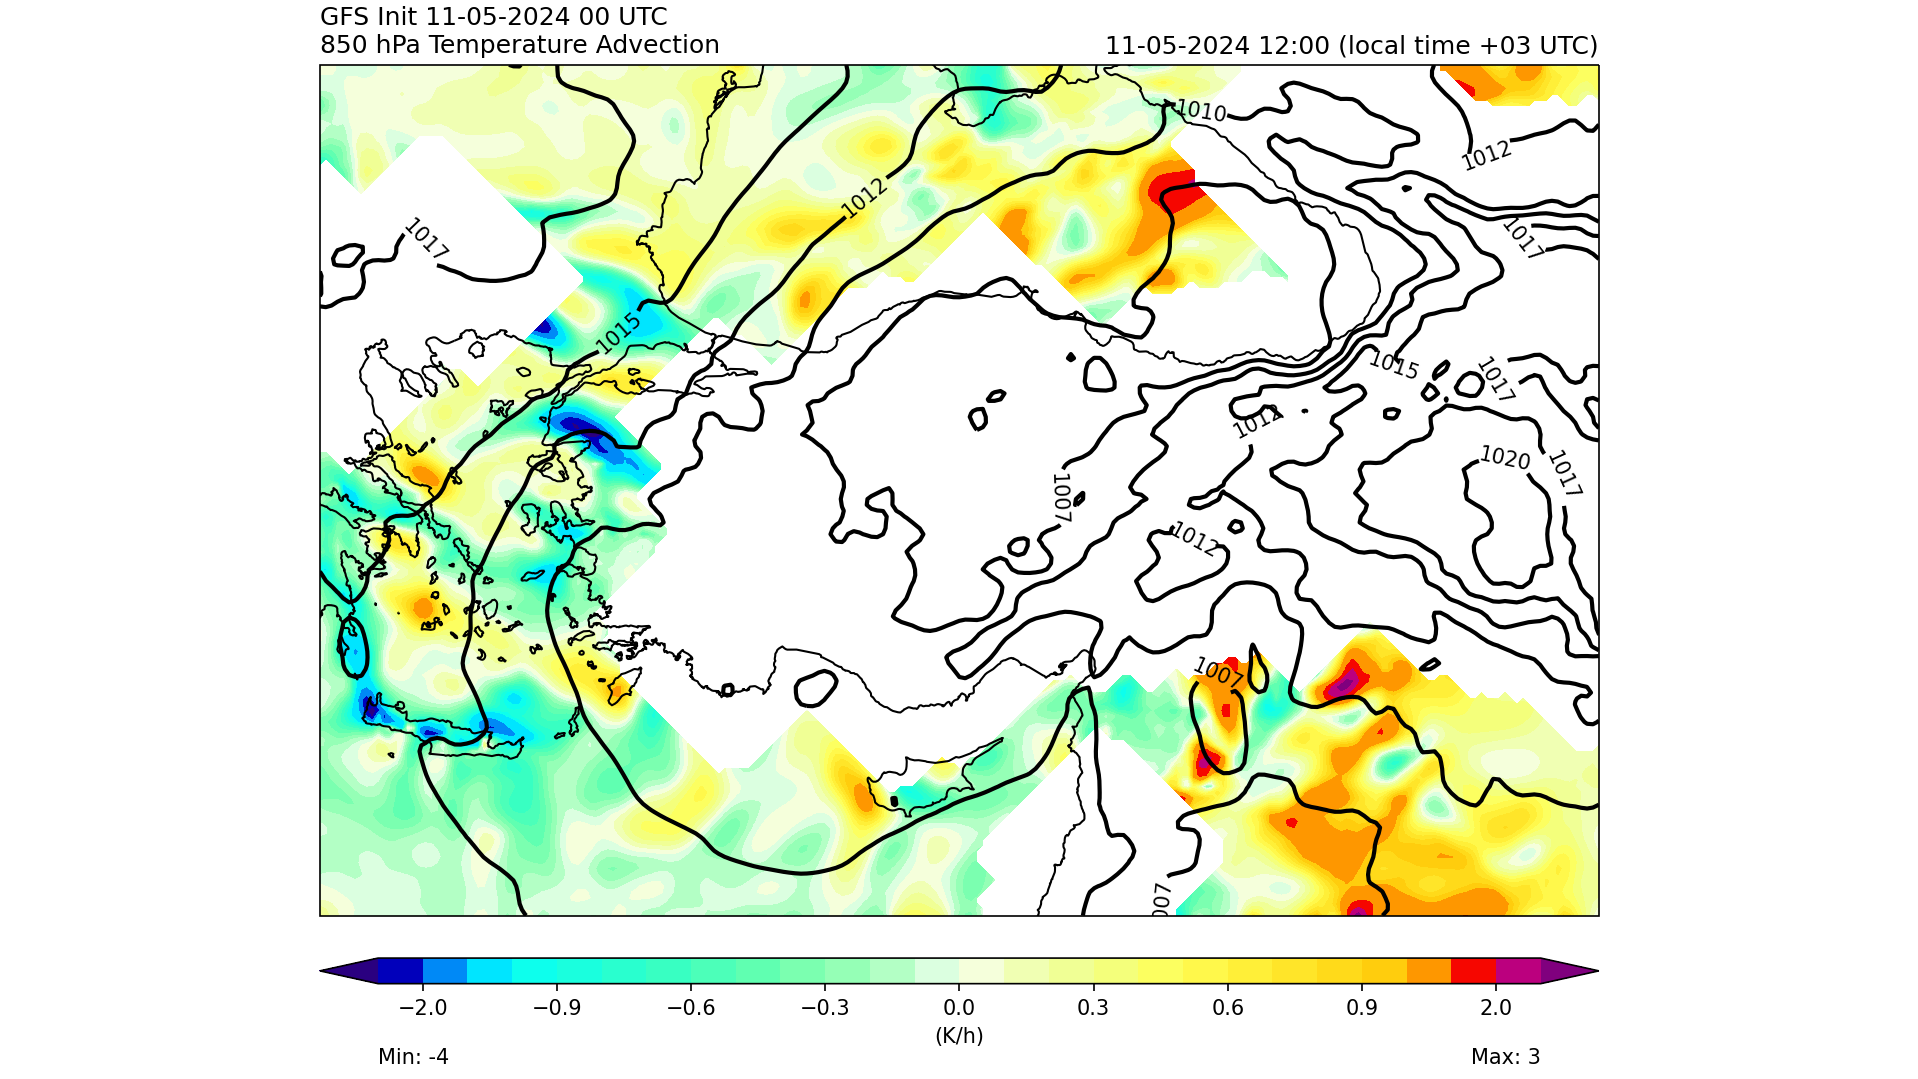 GFS Init 11-05-2024 00 UTC
850 hPa Temperature Advection
11-05-2024 12:00 (local time +03 UTC)
1010
1012
1012
1017
1017
1015
1015
1017
1012
1020
1017
1007
1012
1007
007
−2.0 −0.9 −0.6 −0.3 0.0 0.3 0.6 0.9 2.0
(K/h)
Min: -4
Max: 3